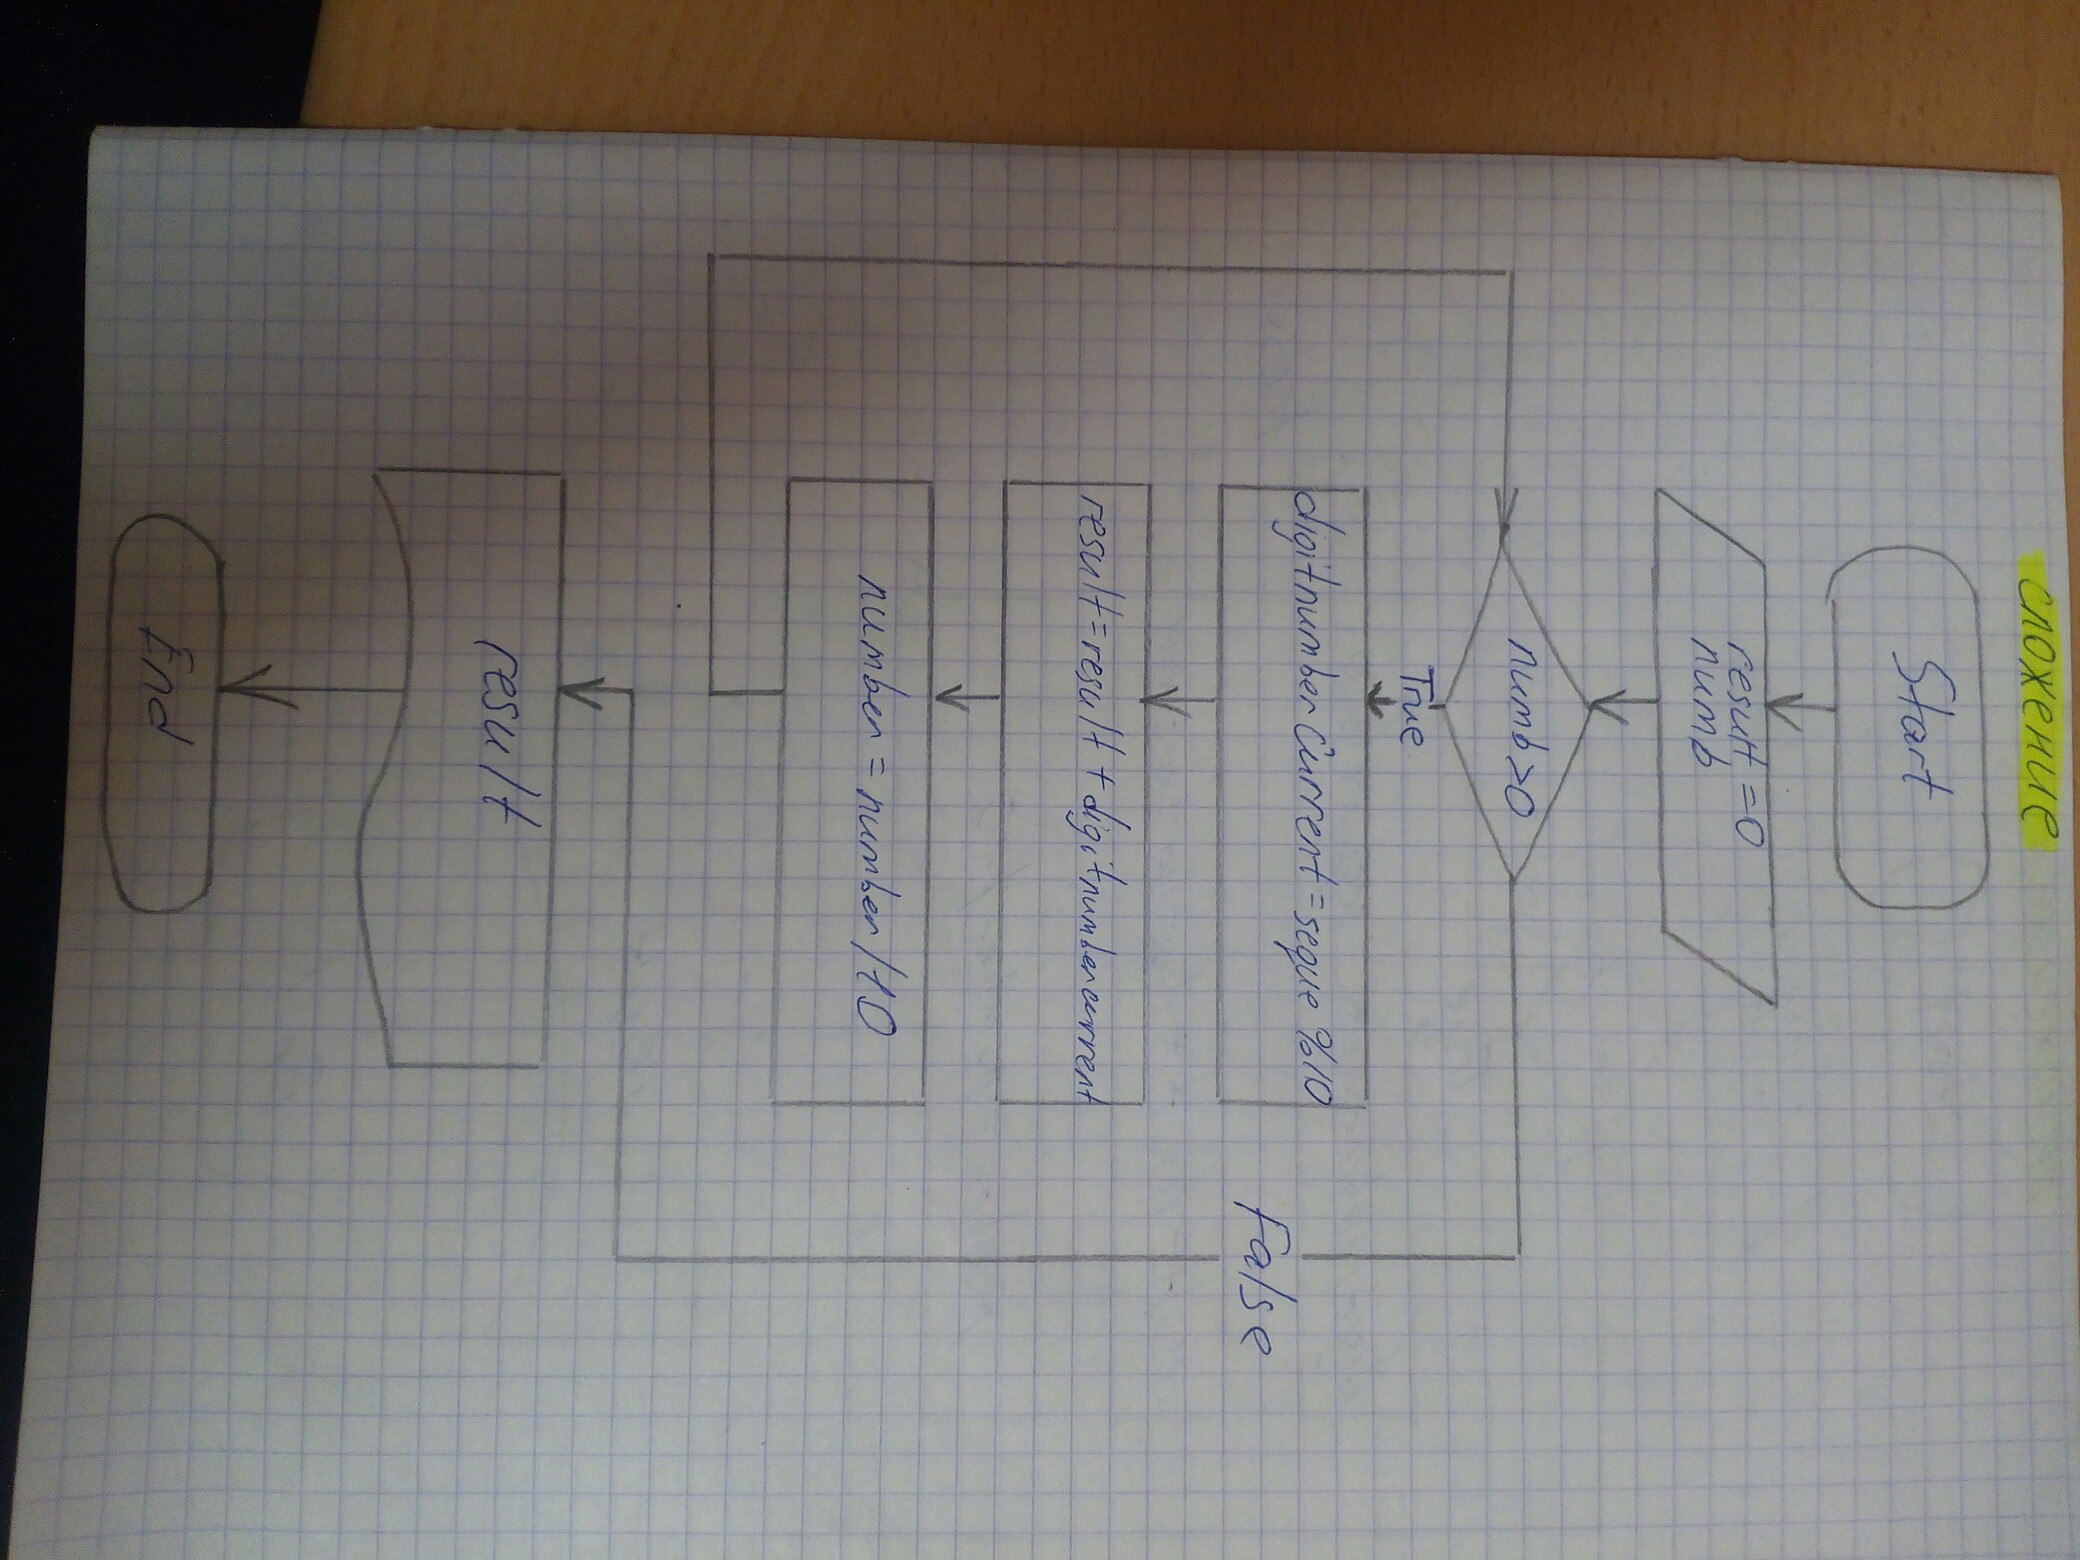 сложение
Start
result = 0
numb
numb>0
True
digitnumberCurrent = seque %10
False
result = result + digitnumbercurrent
number = number /10
result
End